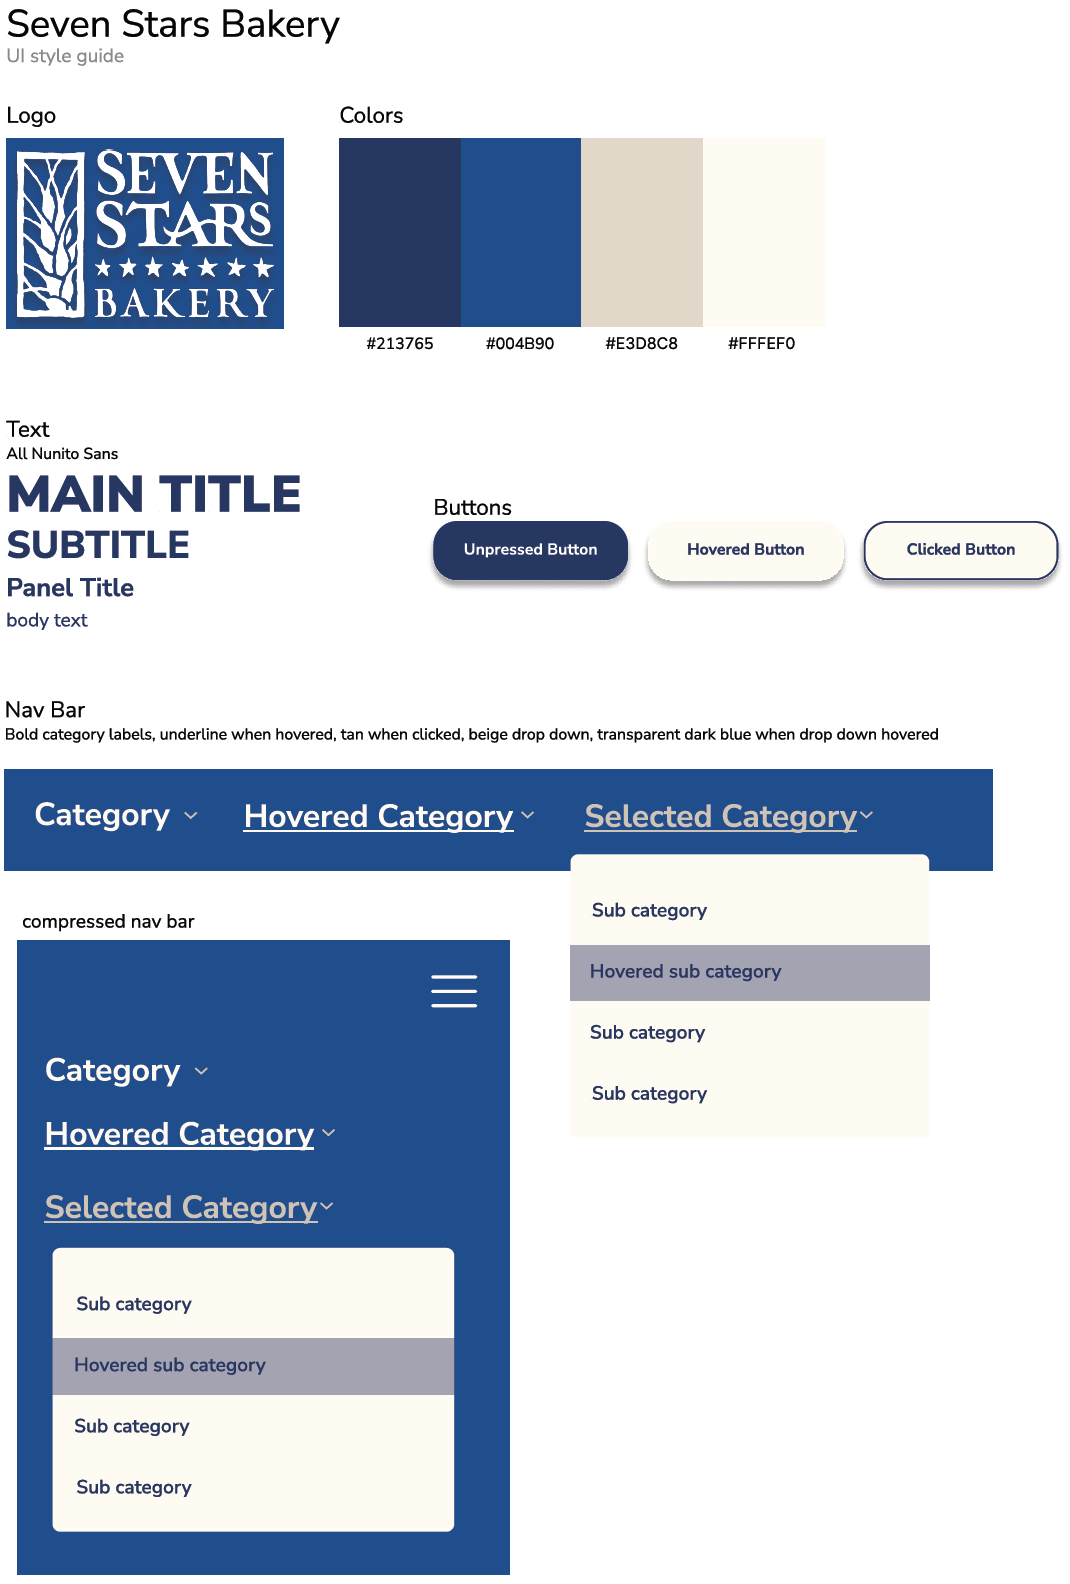 Seven Stars Bakery
UI style guide
Logo
Colors
SEVEN
STARS
BAKERY
#213765
#004B90
#E3D8C8
#FFFEF0
Text
All Nunito Sans
MAIN TITLE
SUBTITLE
Panel Title
body text
Buttons
Unpressed Button
Hovered Button
Clicked Button
Nav Bar
Bold category labels, underline when hovered, tan when clicked, beige drop down, transparent dark blue when drop down hovered
Category
Hovered Category
Selected Category
Sub category
Hovered sub category
Sub category
Sub category
compressed nav bar
Category
Hovered Category
Selected Category
Sub category
Hovered sub category
Sub category
Sub category